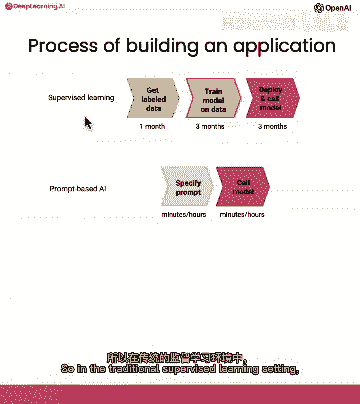 DeepLearning.AI
OpenAI
Process of building an application
Supervised learning
Get labeled data
Train model on data
Deploy & call model
1 month
3 months
3 months
Prompt-based AI
Specify prompt
Call model
minutes/hours
minutes/hours
所以在传统的监督学习环境中,
So in the traditional supervised learning setting,